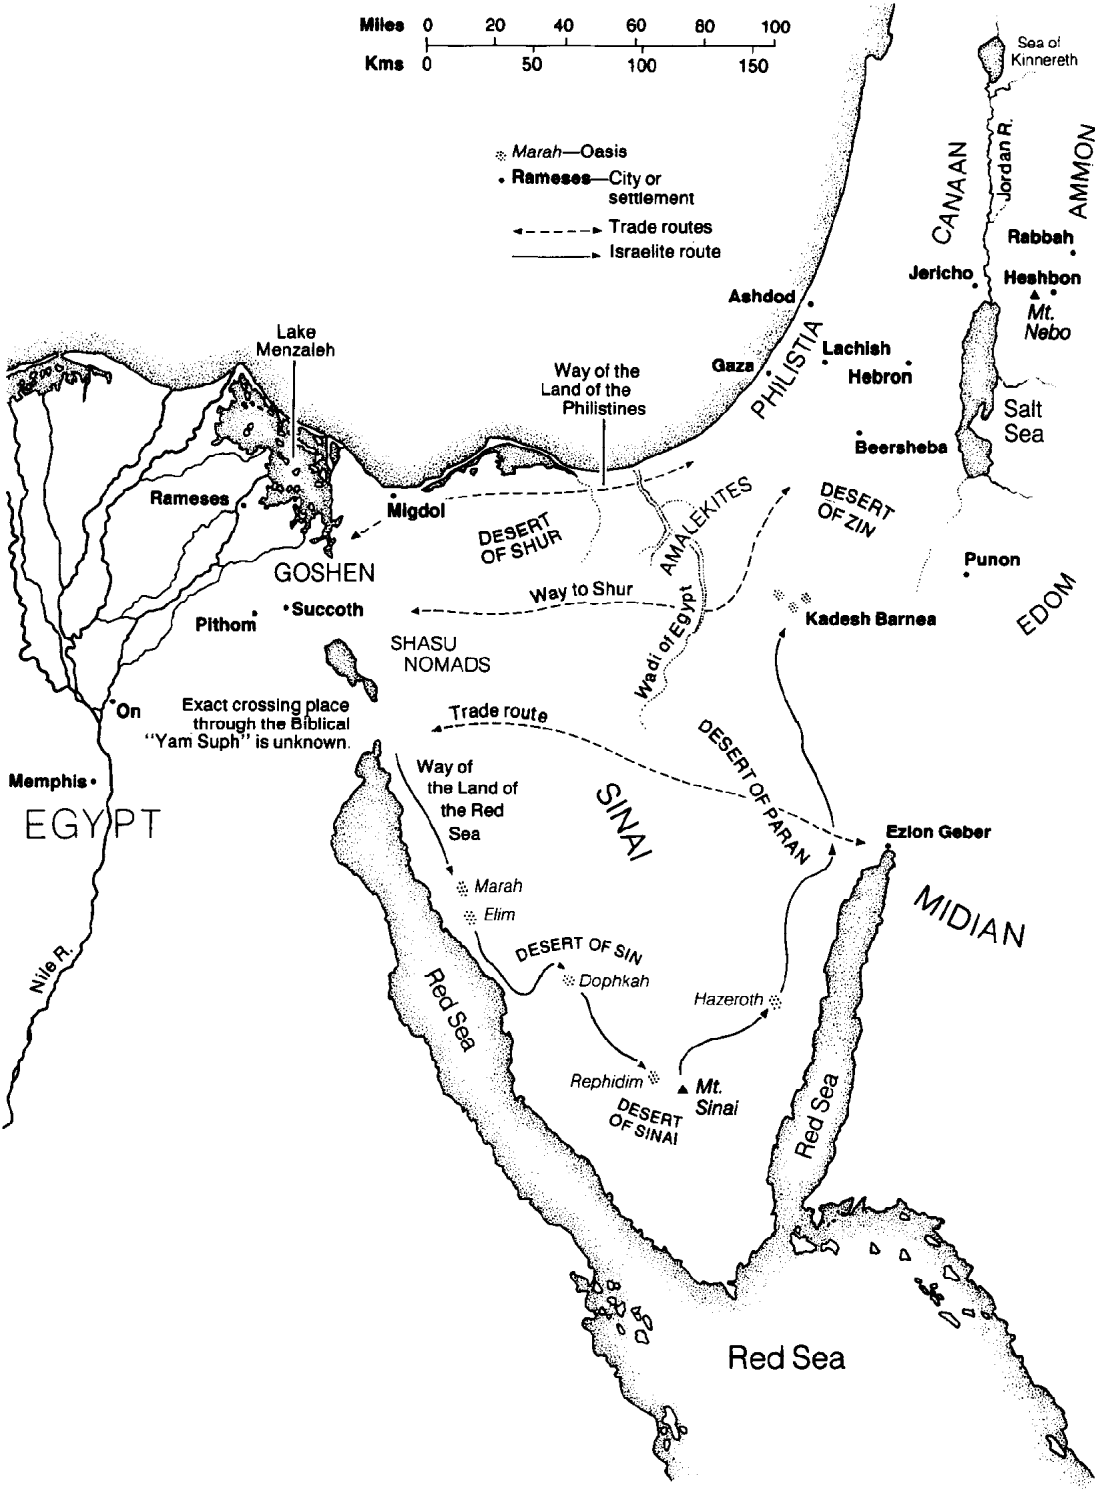 Miles 0 20 40 60 80 100
Kms 0 50 100 150
Sea of
Kinnereth
Marah—Oasis
Rameses—City or
settlement
Trade routes
Israelite route
CANAAN
Jordan R.
AMMON
Rabbah
Jericho
Heshbon
Mt.
Nebo
Ashdod
PHILISTIA
Lachish
Gaza
Hebron
Lake
Menzaleh
Way of the
Land of the
Philistines
Salt
Sea
Beersheba
Rameses
Migdol
DESERT
OF SHUR
AMALEKITES
DESERT
OF ZIN
GOSHEN
Punon
Way to Shur
Succoth
Pithom
Kadesh Barnea
EDOM
SHASU
NOMADS
Wadi of Egypt
On
Exact crossing place
through the Biblical
"Yam Suph" is unknown.
Trade route
DESERT OF PARAN
Memphis
EGYPT
Way of
the Land of
the Red
Sea
SINAI
Ezion Geber
Marah
Elim
MIDIAN
DESERT OF SIN
Nile R.
Dophkah
Red Sea
Hazeroth
Rephidim
Mt.
Sinai
DESERT
OF SINAI
Red Sea
Red Sea